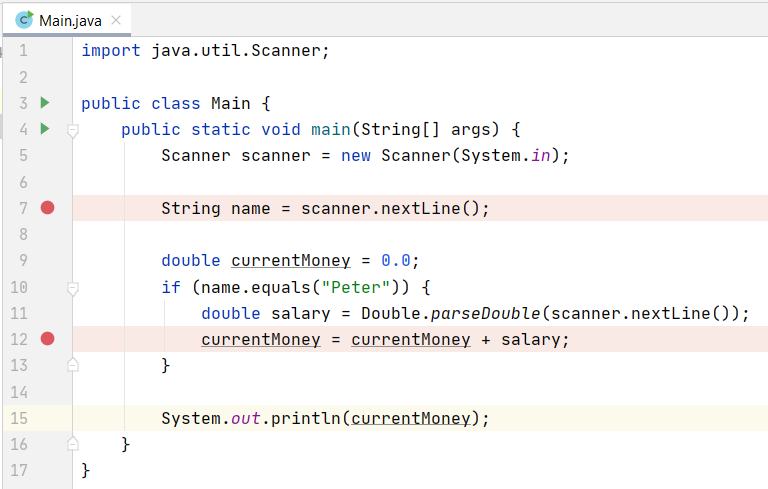 Main.java
1 import java.util.Scanner;
2
3 public class Main {
4 public static void main(String[] args) {
5 Scanner scanner = new Scanner(System.in);
6
7 String name = scanner.nextLine();
8
9 double currentMoney = 0.0;
10 if (name.equals("Peter")) {
11 double salary = Double.parseDouble(scanner.nextLine());
12 currentMoney = currentMoney + salary;
13 }
14
15 System.out.println(currentMoney);
16 }
17 }